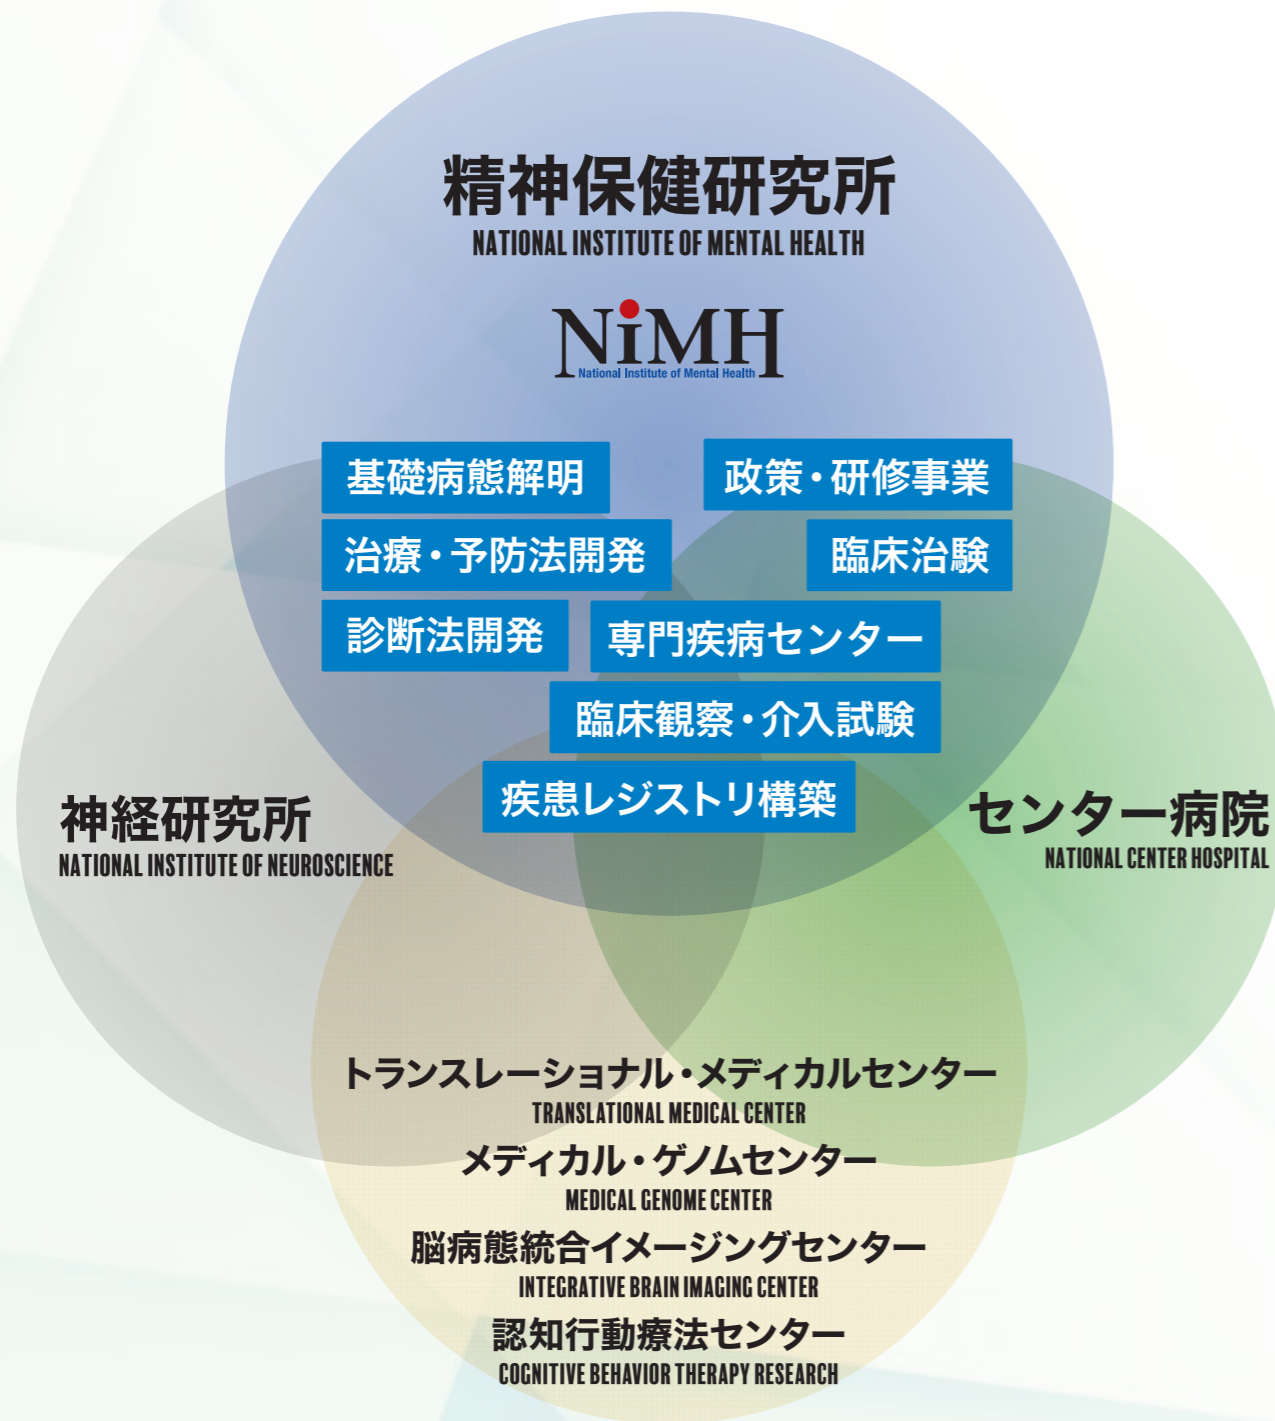 精神保健研究所
NATIONAL INSTITUTE OF MENTAL HEALTH
NiMH
National Institute of Mental Health
基礎病態解明
政策・研修事業
治療・予防法開発
臨床治験
診断法開発
専門疾病センター
臨床観察・介入試験
疾患レジストリ構築
神経研究所
NATIONAL INSTITUTE OF NEUROSCIENCE
センター病院
NATIONAL CENTER HOSPITAL
トランスレーショナル・メディカルセンター
TRANSLATIONAL MEDICAL CENTER
メディカル・ゲノムセンター
MEDICAL GENOME CENTER
脳病態統合イメージングセンター
INTEGRATIVE BRAIN IMAGING CENTER
認知行動療法センター
COGNITIVE BEHAVIOR THERAPY RESEARCH